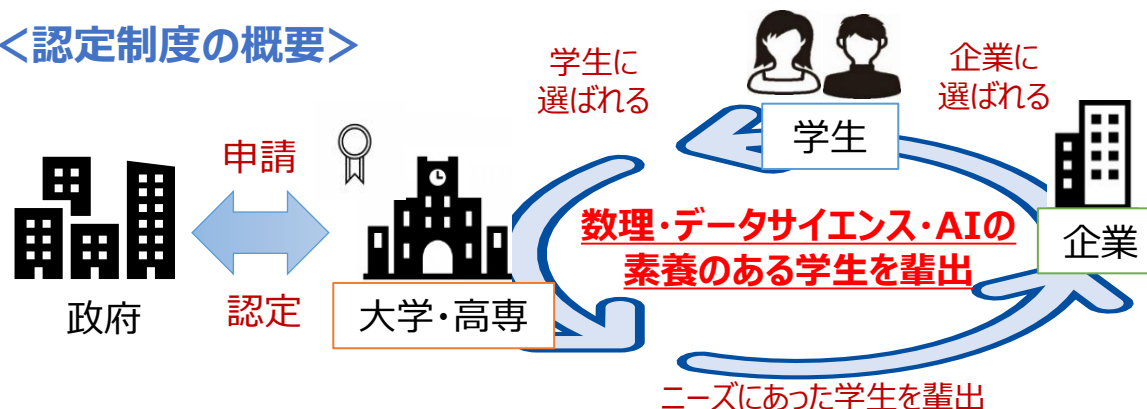 ＜認定制度の概要＞
学生に
選ばれる
企業に
選ばれる
学生
申請
数理・データサイエンス・AIの
素養のある学生を輩出
企業
政府
認定
大学・高専
ニーズにあった学生を輩出